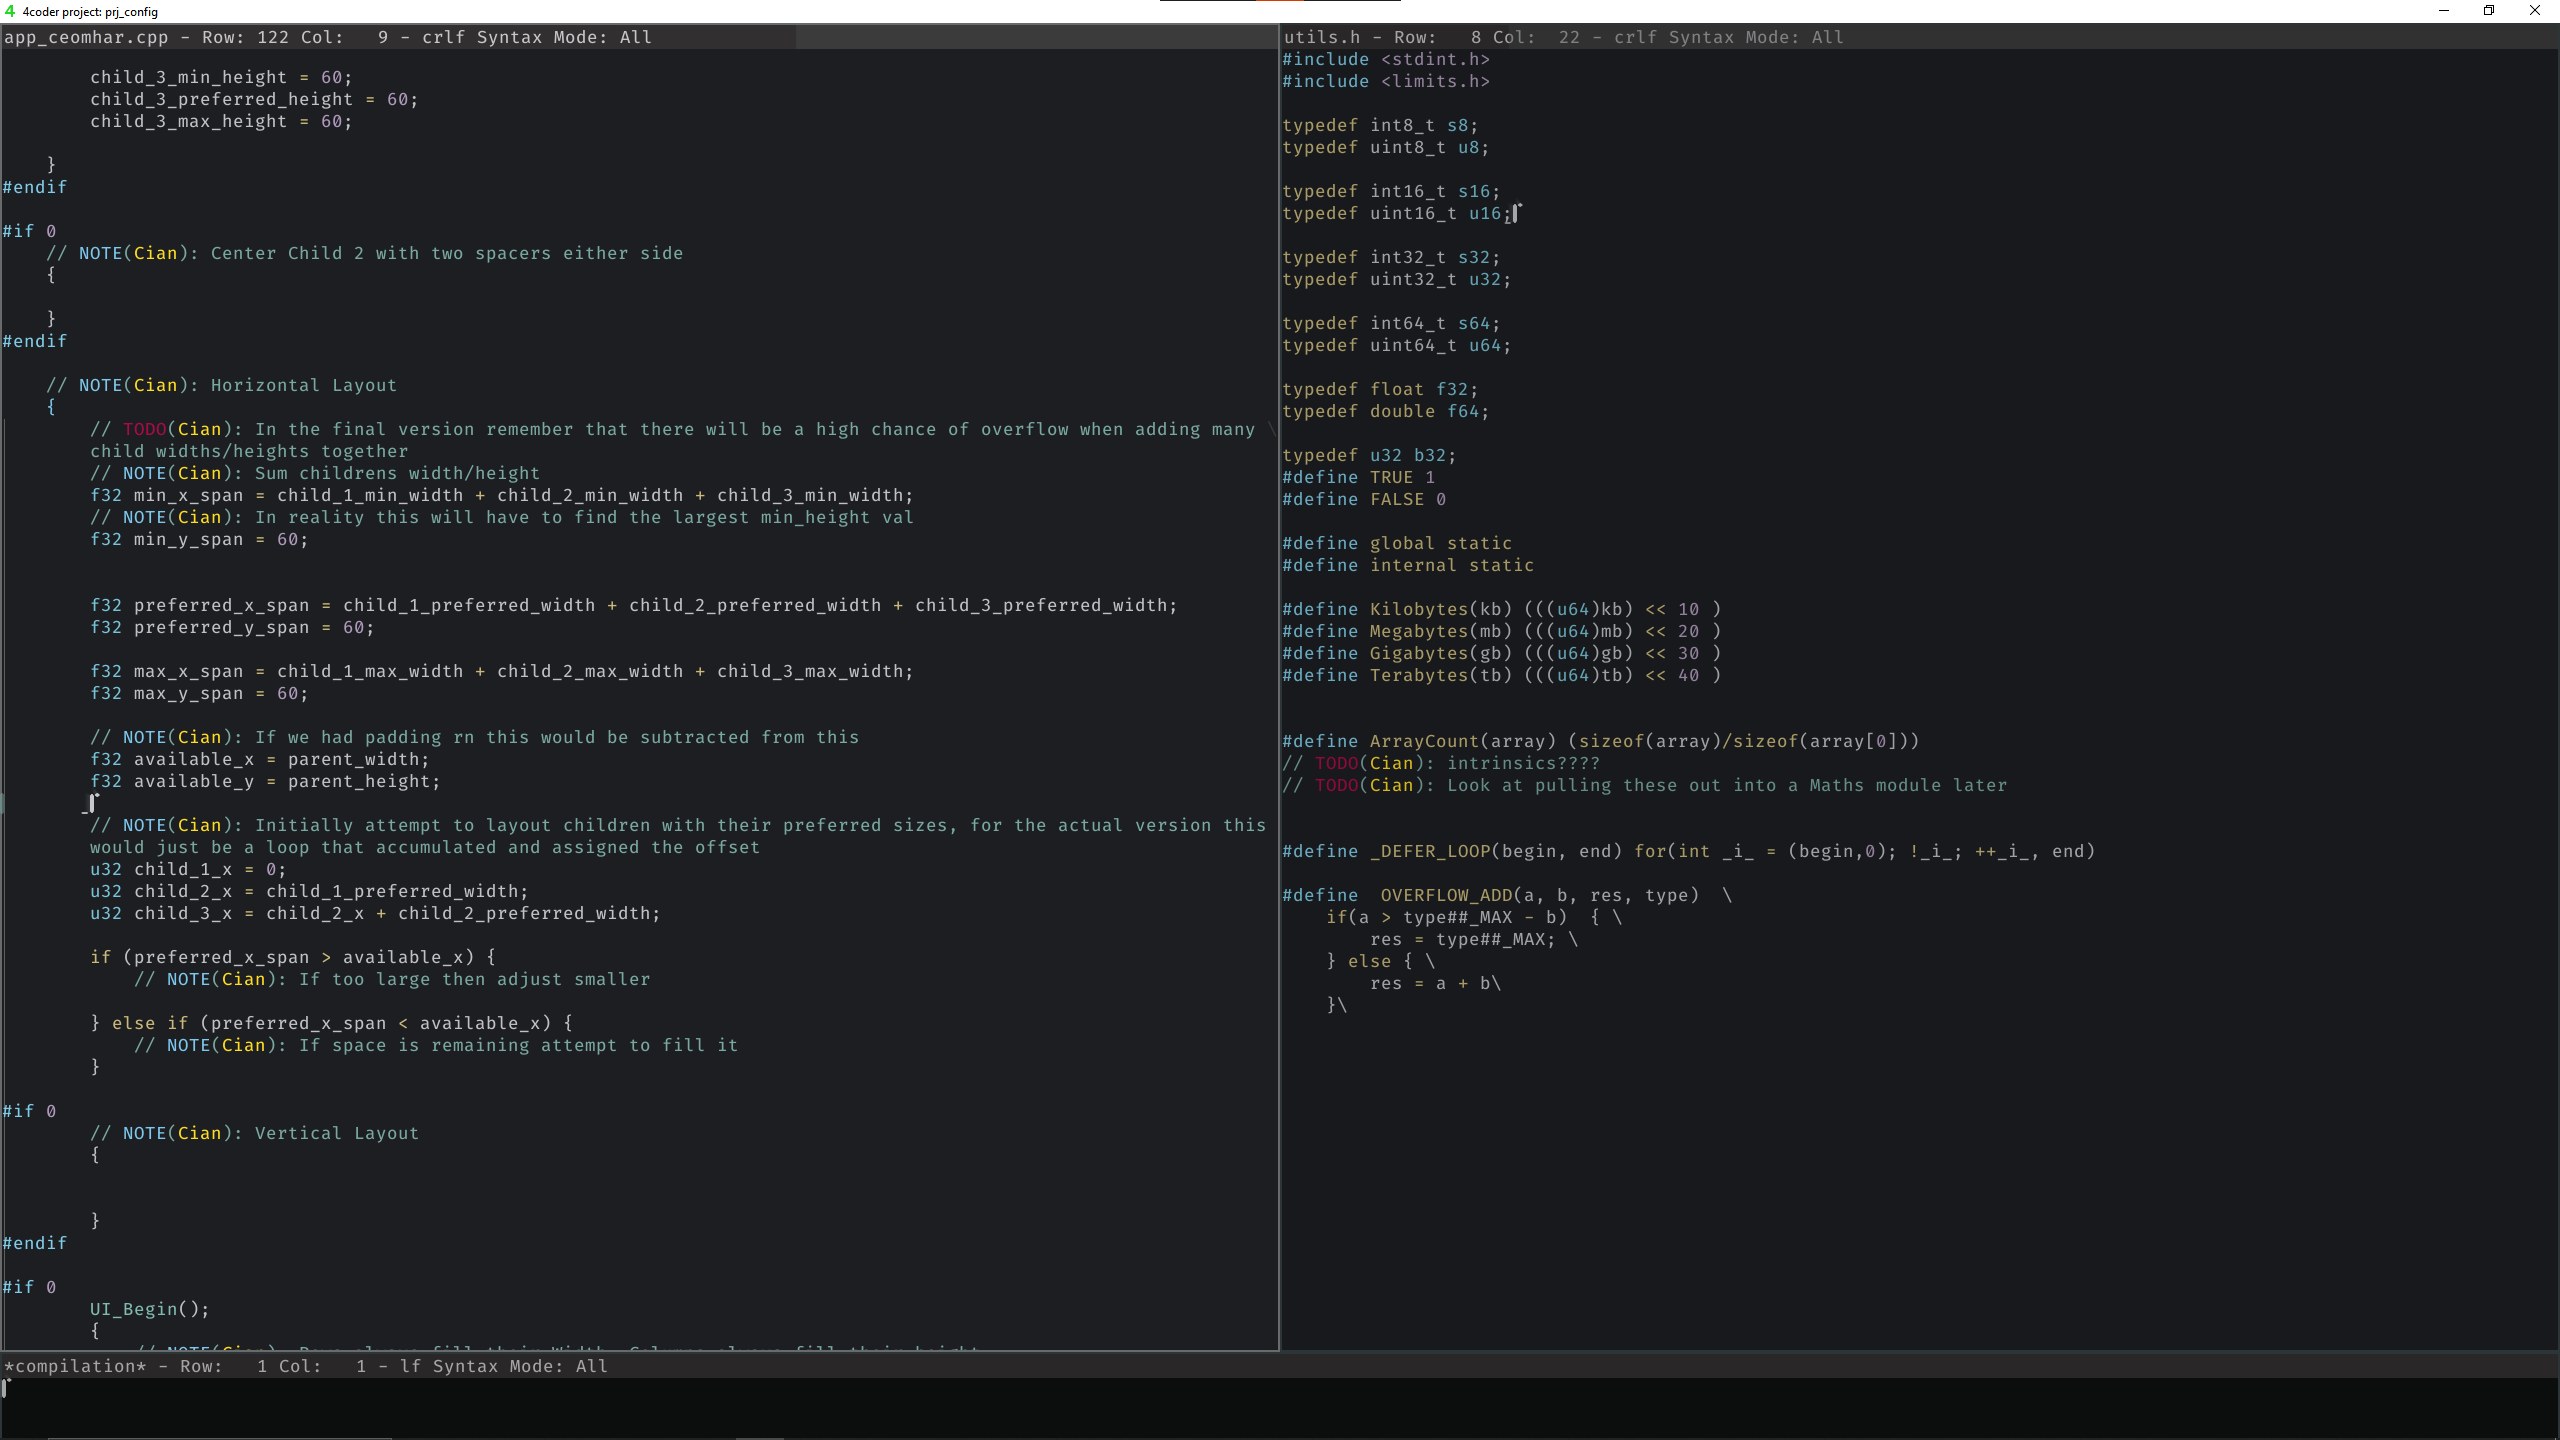 4coder project: prj_config
app_ceomhar.cpp - Row: 122 Col:   9 - crlf Syntax Mode: All
        child_3_min_height = 60;
        child_3_preferred_height = 60;
        child_3_max_height = 60;
    }
#endif
#if 0
    // NOTE(Cian): Center Child 2 with two spacers either side
    {
    }
#endif
    // NOTE(Cian): Horizontal Layout
    {
        // TODO(Cian): In the final version remember that there will be a high chance of overflow when adding many \
        child widths/heights together
        // NOTE(Cian): Sum childrens width/height
        f32 min_x_span = child_1_min_width + child_2_min_width + child_3_min_width;
        // NOTE(Cian): In reality this will have to find the largest min_height val
        f32 min_y_span = 60;
        f32 preferred_x_span = child_1_preferred_width + child_2_preferred_width + child_3_preferred_width;
        f32 preferred_y_span = 60;
        f32 max_x_span = child_1_max_width + child_2_max_width + child_3_max_width;
        f32 max_y_span = 60;
        // NOTE(Cian): If we had padding rn this would be subtracted from this
        f32 available_x = parent_width;
        f32 available_y = parent_height;
        // NOTE(Cian): Initially attempt to layout children with their preferred sizes, for the actual version this
        would just be a loop that accumulated and assigned the offset
        u32 child_1_x = 0;
        u32 child_2_x = child_1_preferred_width;
        u32 child_3_x = child_2_x + child_2_preferred_width;
        if (preferred_x_span > available_x) {
            // NOTE(Cian): If too large then adjust smaller
        } else if (preferred_x_span < available_x) {
            // NOTE(Cian): If space is remaining attempt to fill it
        }
#if 0
        // NOTE(Cian): Vertical Layout
        {
        }
#endif
#if 0
        UI_Begin();
        {
            // NOTE(Cian): Rows always fill their Width, Columns always fill their height
utils.h - Row:   8 Col:  22 - crlf Syntax Mode: All
#include <stdint.h>
#include <limits.h>
typedef int8_t s8;
typedef uint8_t u8;
typedef int16_t s16;
typedef uint16_t u16;
typedef int32_t s32;
typedef uint32_t u32;
typedef int64_t s64;
typedef uint64_t u64;
typedef float f32;
typedef double f64;
typedef u32 b32;
#define TRUE 1
#define FALSE 0
#define global static
#define internal static
#define Kilobytes(kb) (((u64)kb) << 10 )
#define Megabytes(mb) (((u64)mb) << 20 )
#define Gigabytes(gb) (((u64)gb) << 30 )
#define Terabytes(tb) (((u64)tb) << 40 )
#define ArrayCount(array) (sizeof(array)/sizeof(array[0]))
// TODO(Cian): intrinsics????
// TODO(Cian): Look at pulling these out into a Maths module later
#define _DEFER_LOOP(begin, end) for(int _i_ = (begin,0); !_i_; ++_i_, end)
#define  OVERFLOW_ADD(a, b, res, type)  \
    if(a > type##_MAX - b)  { \
        res = type##_MAX; \
    } else { \
        res = a + b\
    }\
*compilation* - Row:   1 Col:   1 - lf Syntax Mode: All